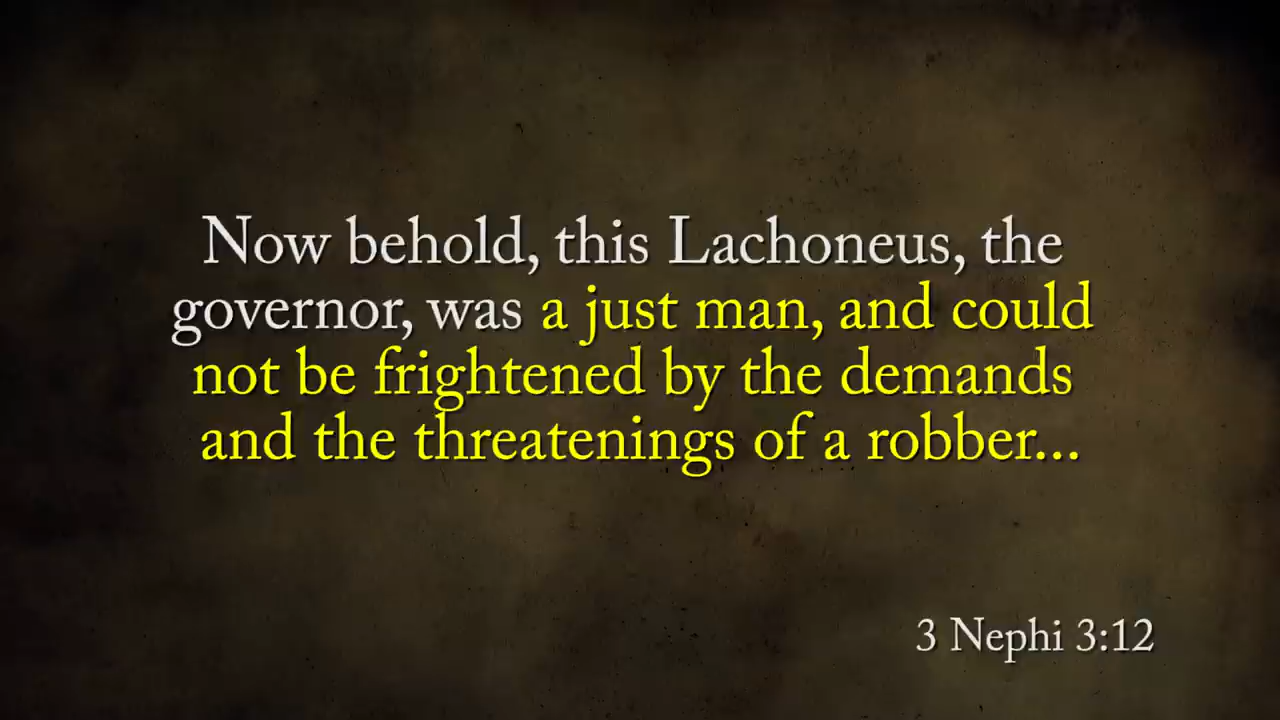 Now behold, this Lachoneus, the
governor, was a just man, and could
not be frightened by the demands
and the threatenings of a robber...
3 Nephi 3:12